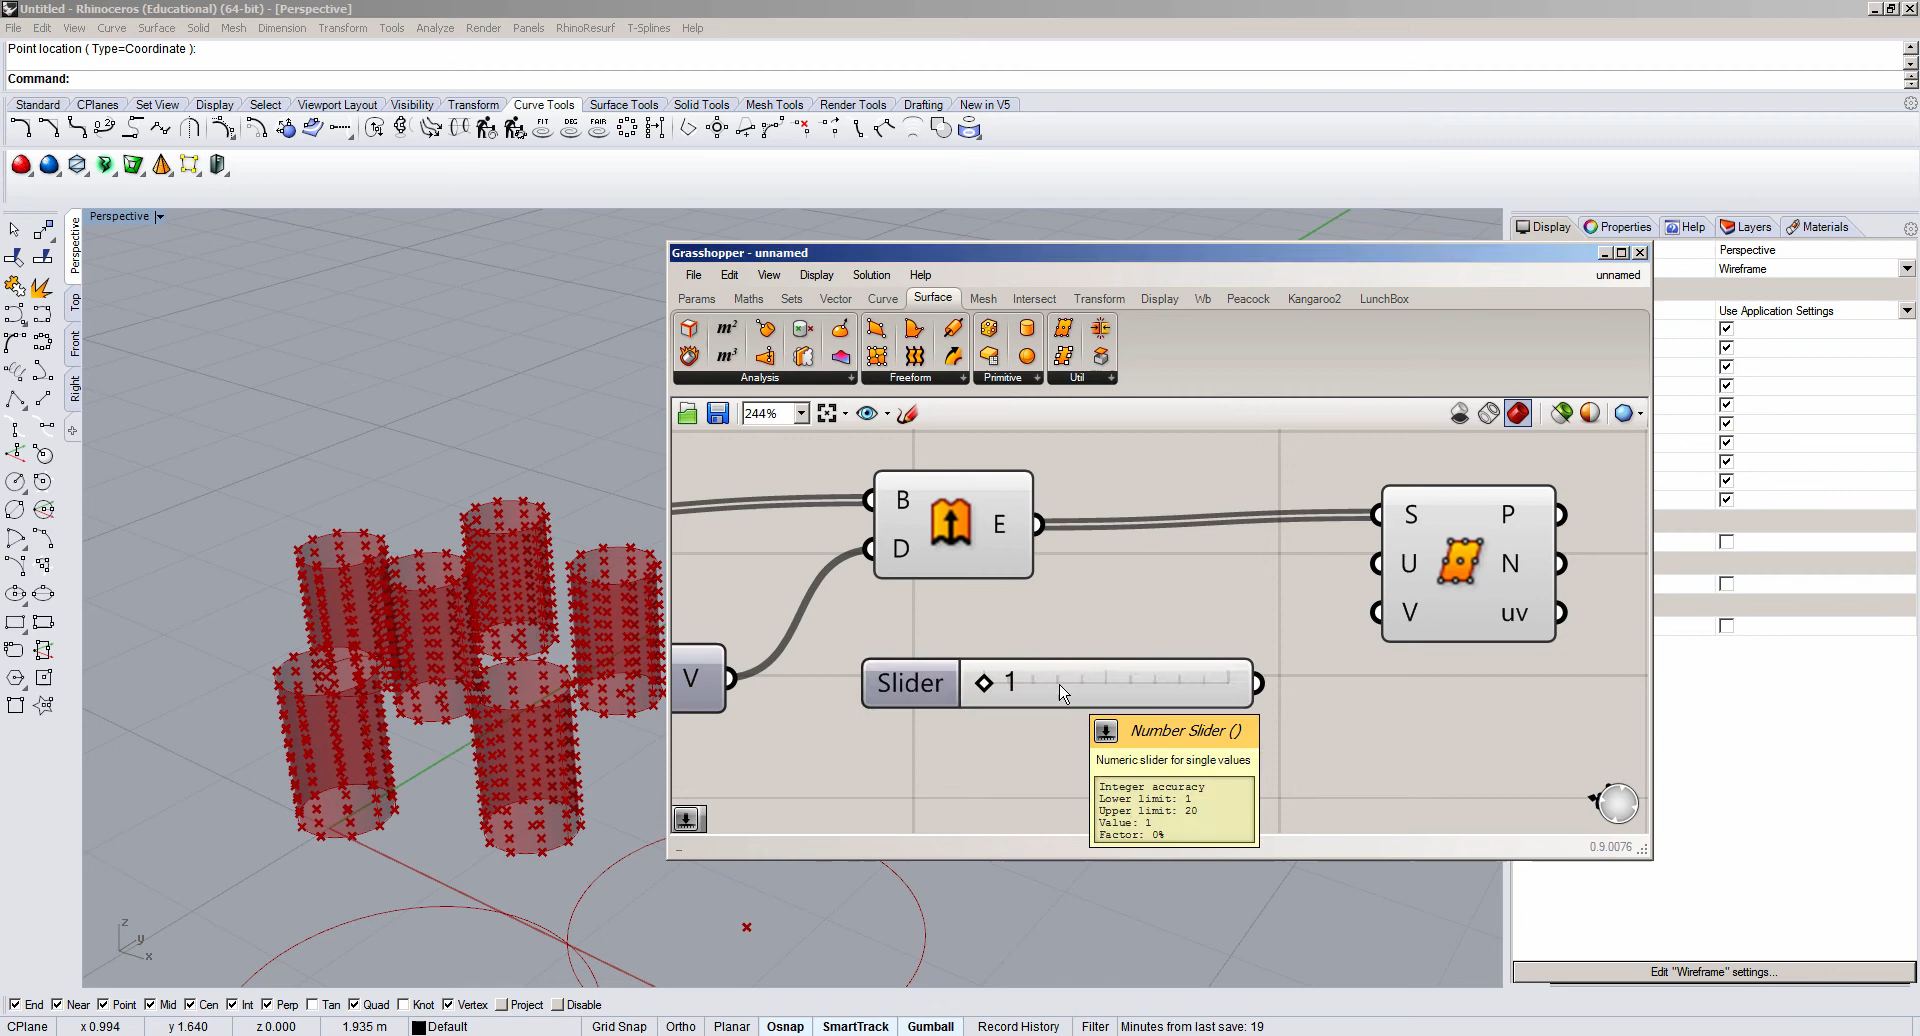 Untitled - Rhinoceros (Educational) (64-bit) - [Perspective]
File Edit View Curve Surface Solid Mesh Dimension Transform Tools Analyze Render Panels RhinoResurf T-Splines Help
Point location ( Type=Coordinate ):
Command:
Standard CPlanes Set View Display Select Viewport Layout Visibility Transform Curve Tools Surface Tools Solid Tools Mesh Tools Render Tools Drafting New in V5
FIT DEG FAIR
Perspective
Perspective
Top
Front
Right
Display Properties Help Layers Materials
Perspective
Wireframe
Use Application Settings
Grasshopper - unnamed
File Edit View Display Solution Help unnamed
Params Maths Sets Vector Curve Surface Mesh Intersect Transform Display Wb Peacock Kangaroo2 LunchBox
m²
m³
Analysis Freeform Primitive Util
244%
B
D
E
S P
U N
V uv
V
Slider 1
Number Slider ()
Numeric slider for single values
Integer accuracy
Lower limit: 1
Upper limit: 20
Value: 1
Factor: 0%
0.9.0076
z
y
x
Edit "Wireframe" settings...
End Near Point Mid Cen Int Perp Tan Quad Knot Vertex Project Disable
CPlane x 0.994 y 1.640 z 0.000 1.935 m Default Grid Snap Ortho Planar Osnap SmartTrack Gumball Record History Filter Minutes from last save: 19